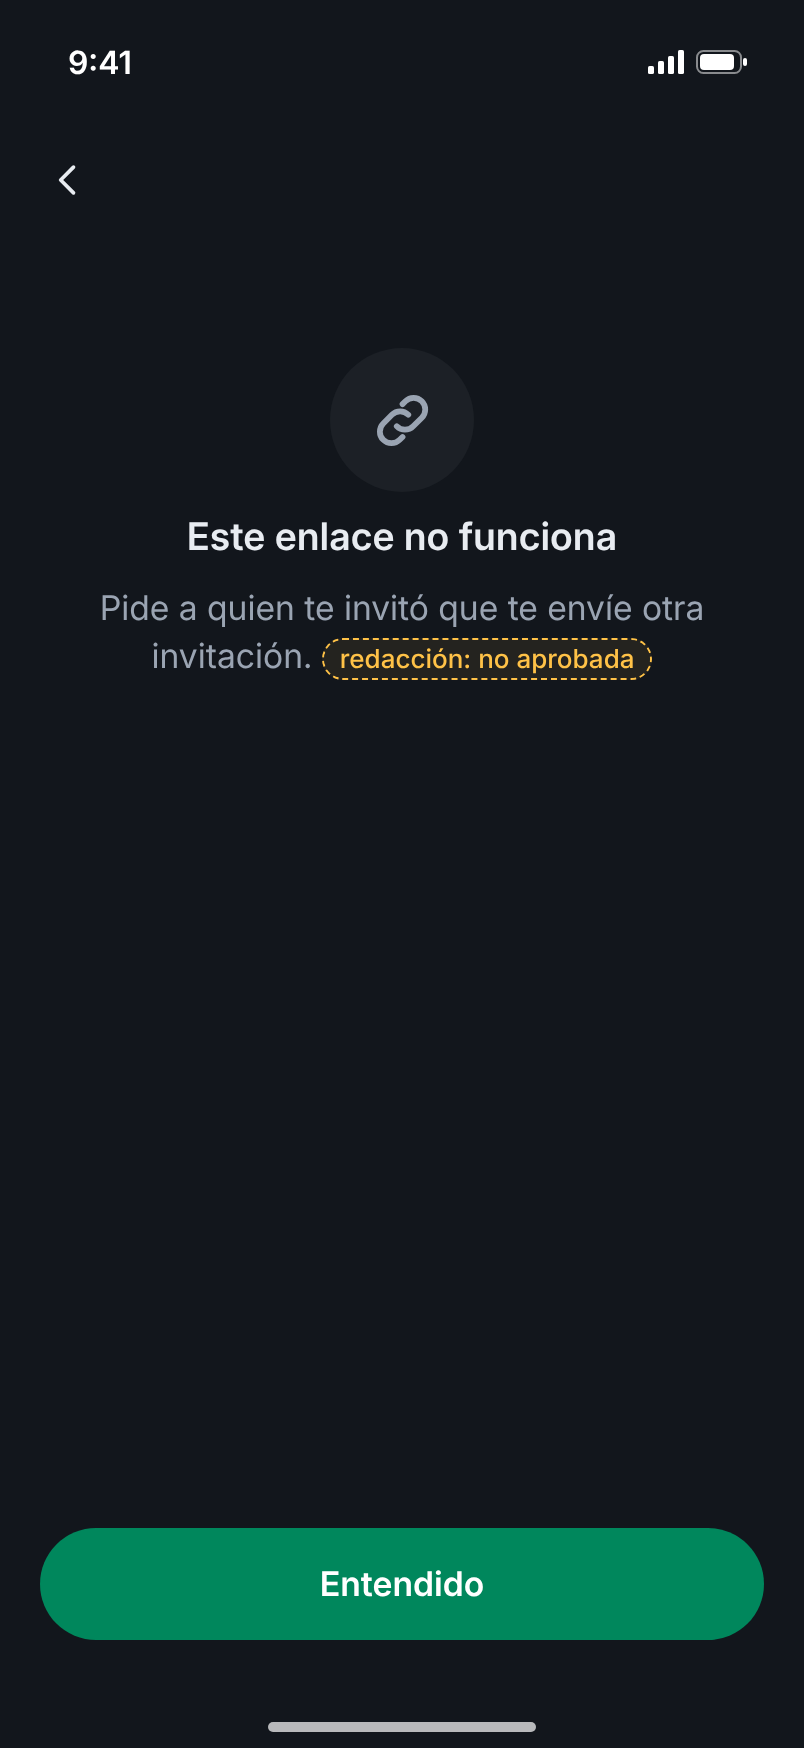 9:41
Este enlace no funciona
Pide a quien te invitó que te envíe otra
invitación. redacción: no aprobada
Entendido